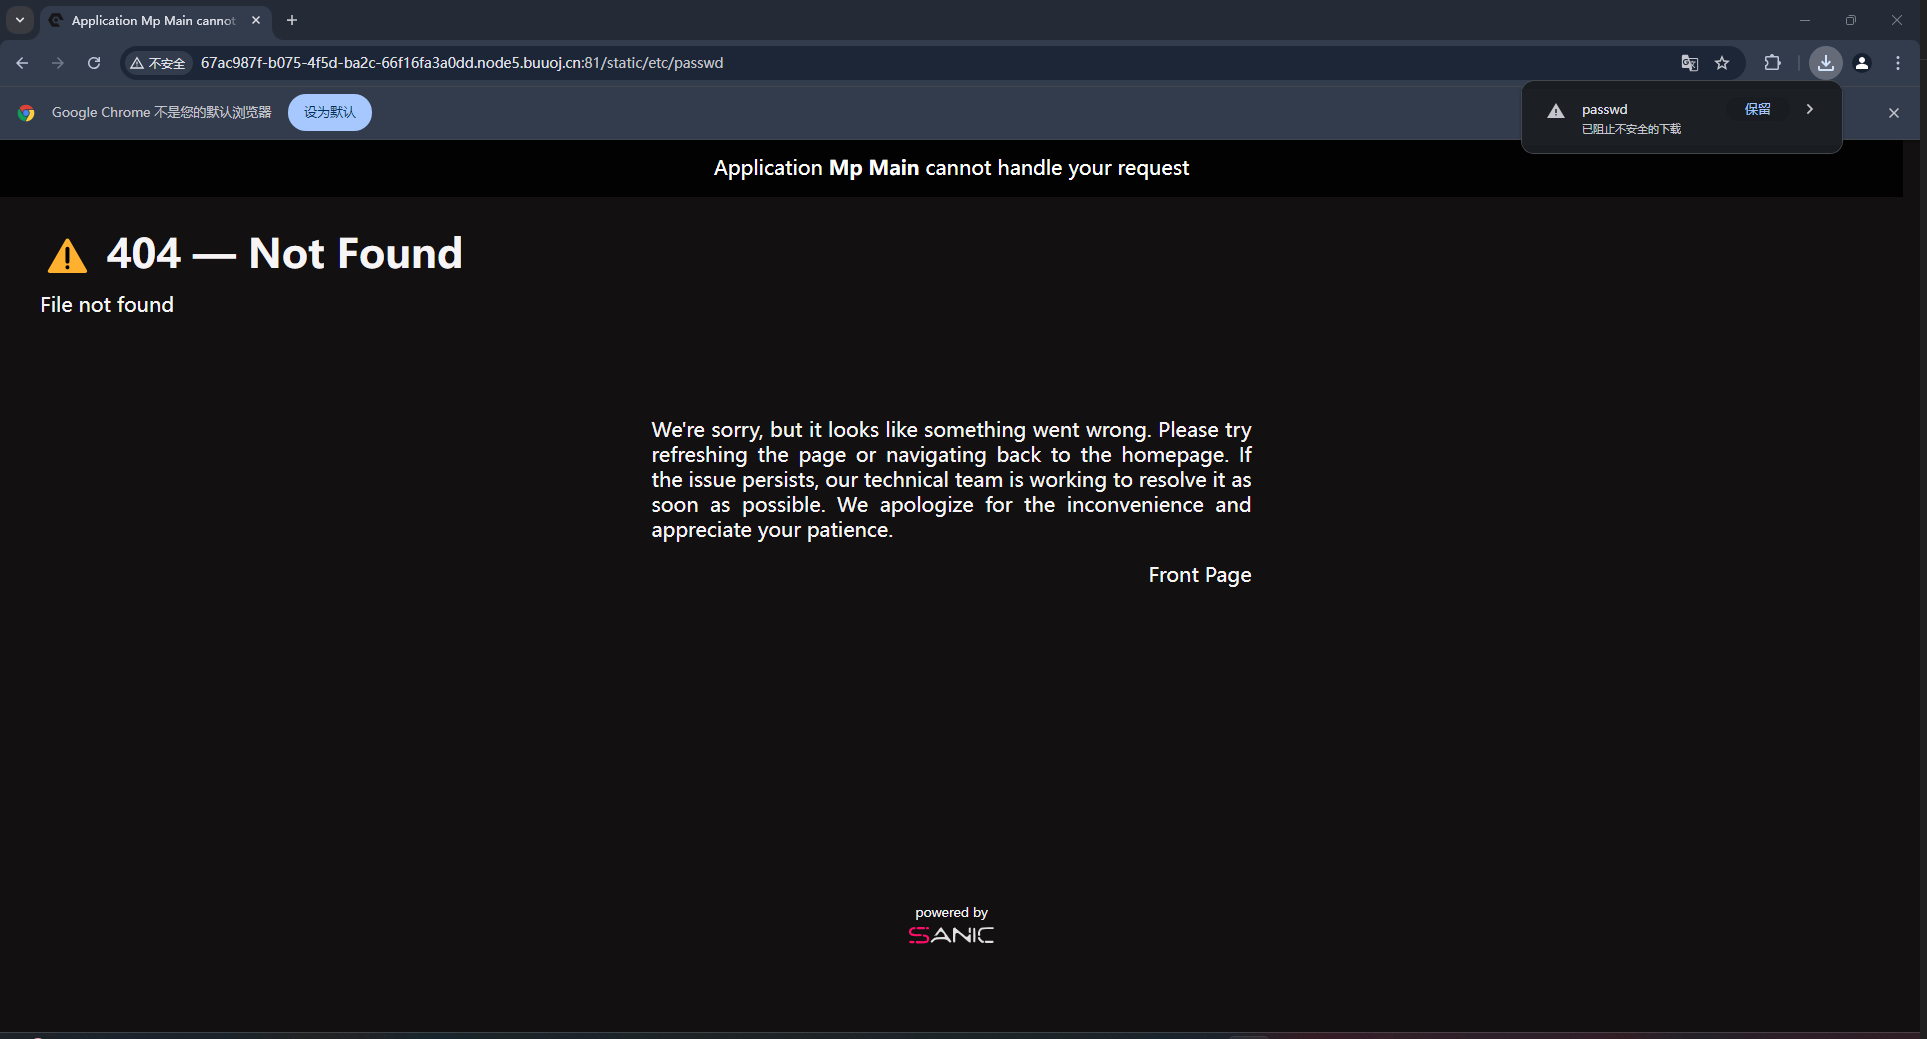 Application Mp Main cannot
不安全
67ac987f-b075-4f5d-ba2c-66f16fa3a0dd.node5.buuoj.cn:81/static/etc/passwd
Google Chrome 不是您的默认浏览器
设为默认
passwd
保留
已阻止不安全的下载
Application Mp Main cannot handle your request
404 — Not Found
File not found
We're sorry, but it looks like something went wrong. Please try
refreshing the page or navigating back to the homepage. If
the issue persists, our technical team is working to resolve it as
soon as possible. We apologize for the inconvenience and
appreciate your patience.
Front Page
powered by
SANIC